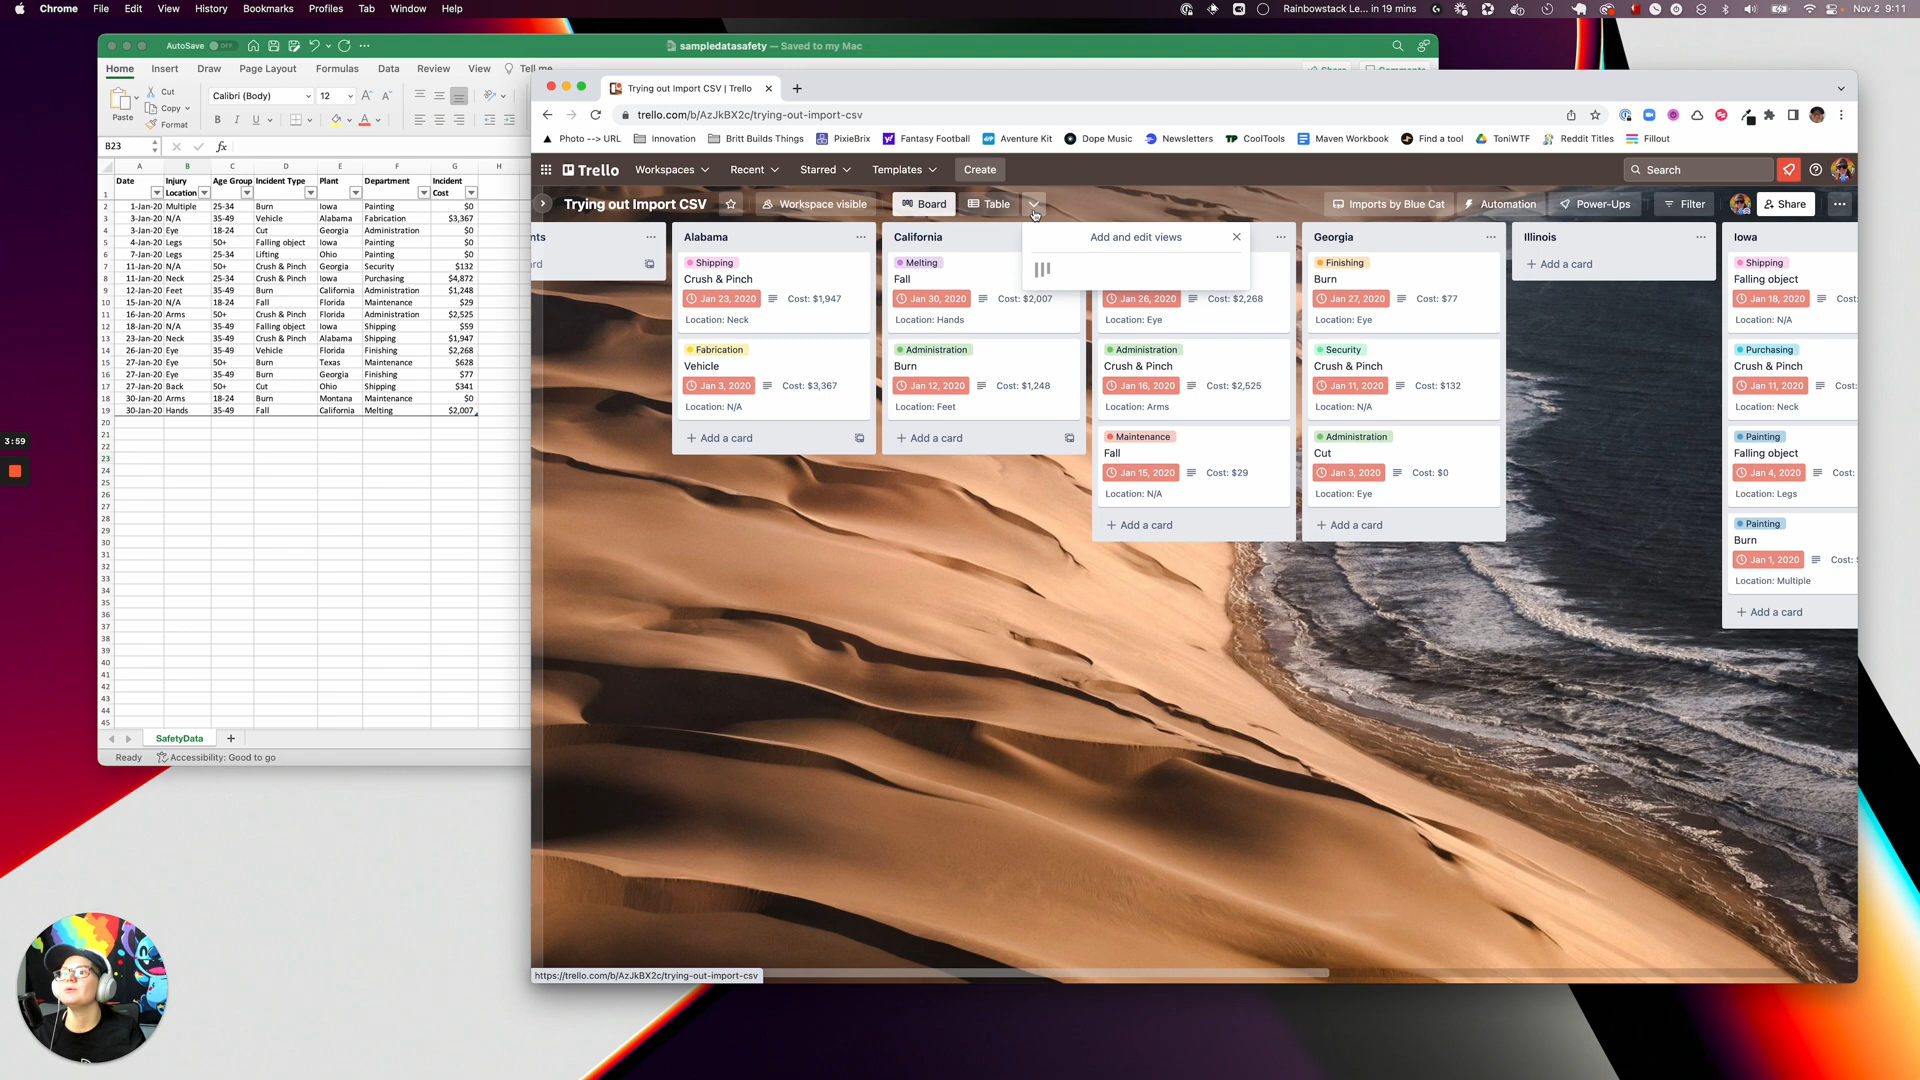 Chrome File Edit View History Bookmarks Profiles Tab Window Help
Rainbowstack Le... in 19 mins
Nov 2 9:11
AutoSave OFF
sampledatasafety — Saved to my Mac
Home Insert Draw Page Layout Formulas Data Review View Tell me
Paste
Cut
Copy
Format
Calibri (Body) 12
B I U
B23 fx
A B C D E F G H
Date Injury Location Age Group Incident Type Plant Department Incident Cost
1-Jan-20 Multiple 25-34 Burn Iowa Painting $0
3-Jan-20 N/A 35-49 Vehicle Alabama Fabrication $3,367
3-Jan-20 Eye 18-24 Cut Georgia Administration $0
4-Jan-20 Legs 50+ Falling object Iowa Painting $0
7-Jan-20 Legs 25-34 Lifting Ohio Painting $0
11-Jan-20 N/A 50+ Crush & Pinch Georgia Security $132
11-Jan-20 Neck 25-34 Crush & Pinch Iowa Purchasing $4,872
12-Jan-20 Feet 35-49 Burn California Administration $1,248
15-Jan-20 N/A 18-24 Fall Florida Maintenance $29
16-Jan-20 Arms 50+ Crush & Pinch Florida Administration $2,525
18-Jan-20 N/A 35-49 Falling object Iowa Shipping $59
23-Jan-20 Neck 35-49 Crush & Pinch Alabama Shipping $1,947
26-Jan-20 Eye 35-49 Vehicle Florida Finishing $2,268
27-Jan-20 Eye 50+ Burn Texas Maintenance $628
27-Jan-20 Eye 35-49 Burn Georgia Finishing $77
27-Jan-20 Back 50+ Cut Ohio Shipping $341
30-Jan-20 Arms 18-24 Burn Montana Maintenance $0
30-Jan-20 Hands 35-49 Fall California Melting $2,007
SafetyData
Ready Accessibility: Good to go
3:59
Trying out Import CSV | Trello
trello.com/b/AzJkBX2c/trying-out-import-csv
Photo --> URL Innovation Britt Builds Things PixieBrix Fantasy Football Aventure Kit Dope Music Newsletters CoolTools Maven Workbook Find a tool ToniWTF Reddit Titles Fillout
Trello Workspaces Recent Starred Templates Create Search
Trying out Import CSV Workspace visible Board Table Imports by Blue Cat Automation Power-Ups Filter Share
Add and edit views
nts
rd
Alabama
Shipping
Crush & Pinch
Jan 23, 2020 Cost: $1,947
Location: Neck
Fabrication
Vehicle
Jan 3, 2020 Cost: $3,367
Location: N/A
Add a card
California
Melting
Fall
Jan 30, 2020 Cost: $2,007
Location: Hands
Administration
Burn
Jan 12, 2020 Cost: $1,248
Location: Feet
Add a card
Jan 26, 2020 Cost: $2,268
Location: Eye
Administration
Crush & Pinch
Jan 16, 2020 Cost: $2,525
Location: Arms
Maintenance
Fall
Jan 15, 2020 Cost: $29
Location: N/A
Add a card
Georgia
Finishing
Burn
Jan 27, 2020 Cost: $77
Location: Eye
Security
Crush & Pinch
Jan 11, 2020 Cost: $132
Location: N/A
Administration
Cut
Jan 3, 2020 Cost: $0
Location: Eye
Add a card
Illinois
Add a card
Iowa
Shipping
Falling object
Jan 18, 2020 Cost:
Location: N/A
Purchasing
Crush & Pinch
Jan 11, 2020 Cost:
Location: Neck
Painting
Falling object
Jan 4, 2020 Cost:
Location: Legs
Painting
Burn
Jan 1, 2020 Cost:
Location: Multiple
Add a card
https://trello.com/b/AzJkBX2c/trying-out-import-csv